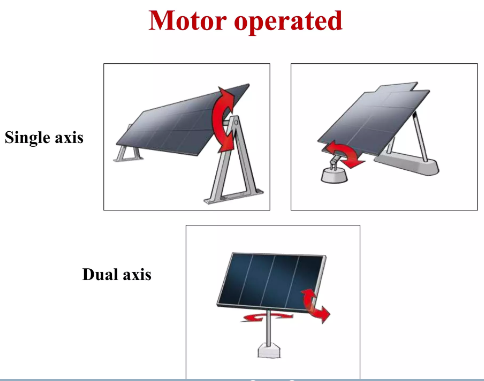 Motor operated
Single axis
Dual axis